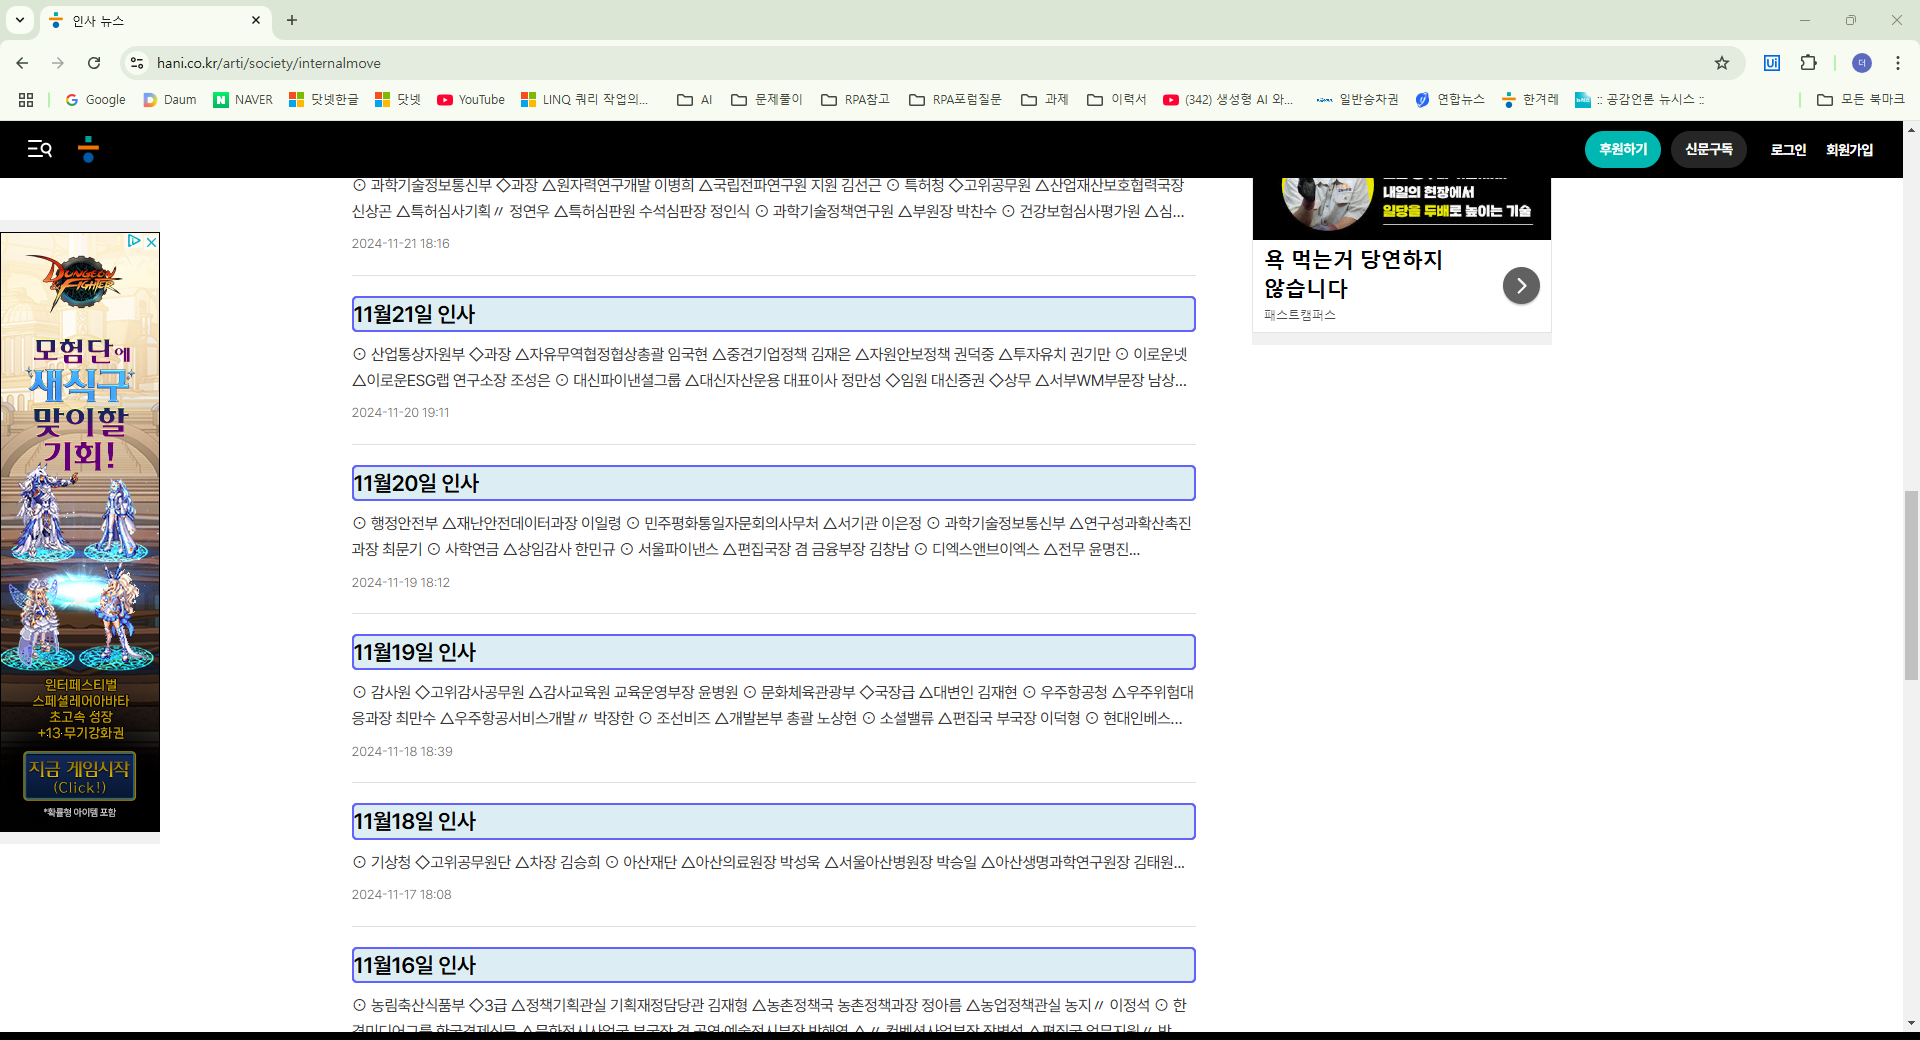 인사 뉴스
hani.co.kr/arti/society/internalmove
Google Daum NAVER 닷넷한글 닷넷 YouTube LINQ 쿼리 작업의... AI 문제풀이 RPA참고 RPA포럼질문 과제 이력서 (342) 생성형 AI 와... 일반승차권 연합뉴스 한겨레 :: 공감언론 뉴시스 :: 모든 북마크
후원하기 신문구독 로그인 회원가입
⊙ 과학기술정보통신부 ◇과장 △원자력연구개발 이병희 △국립전파연구원 지원 김선근 ⊙ 특허청 ◇고위공무원 △산업재산보호협력국장
신상곤 △특허심사기획〃 정연우 △특허심판원 수석심판장 정인식 ⊙ 과학기술정책연구원 △부원장 박찬수 ⊙ 건강보험심사평가원 △심...
2024-11-21 18:16
11월21일 인사
⊙ 산업통상자원부 ◇과장 △자유무역협정협상총괄 임국현 △중견기업정책 김재은 △자원안보정책 권덕중 △투자유치 권기만 ⊙ 이로운넷
△이로운ESG랩 연구소장 조성은 ⊙ 대신파이낸셜그룹 △대신자산운용 대표이사 정만성 ◇임원 대신증권 ◇상무 △서부WM부문장 남상...
2024-11-20 19:11
11월20일 인사
⊙ 행정안전부 △재난안전데이터과장 이일령 ⊙ 민주평화통일자문회의사무처 △서기관 이은정 ⊙ 과학기술정보통신부 △연구성과확산촉진
과장 최문기 ⊙ 사학연금 △상임감사 한민규 ⊙ 서울파이낸스 △편집국장 겸 금융부장 김창남 ⊙ 디엑스앤브이엑스 △전무 윤명진...
2024-11-19 18:12
11월19일 인사
⊙ 감사원 ◇고위감사공무원 △감사교육원 교육운영부장 윤병원 ⊙ 문화체육관광부 ◇국장급 △대변인 김재현 ⊙ 우주항공청 △우주위험대
응과장 최만수 △우주항공서비스개발〃 박장한 ⊙ 조선비즈 △개발본부 총괄 노상현 ⊙ 소셜밸류 △편집국 부국장 이덕형 ⊙ 현대인베스...
2024-11-18 18:39
11월18일 인사
⊙ 기상청 ◇고위공무원단 △차장 김승희 ⊙ 아산재단 △아산의료원장 박성욱 △서울아산병원장 박승일 △아산생명과학연구원장 김태원...
2024-11-17 18:08
11월16일 인사
⊙ 농림축산식품부 ◇3급 △정책기획관실 기획재정담당관 김재형 △농촌정책국 농촌정책과장 정아름 △농업정책관실 농지〃 이정석 ⊙ 한
DUNGEON FIGHTER
모험단에
새식구
맞이할
기회!
윈터페스티벌
스페셜레어아바타
초고속 성장
+13·무기강화권
지금 게임시작
(Click!)
*확률형 아이템 포함
내일의 현장에서
일당을 두배로 높이는 기술
욕 먹는거 당연하지
않습니다
패스트캠퍼스